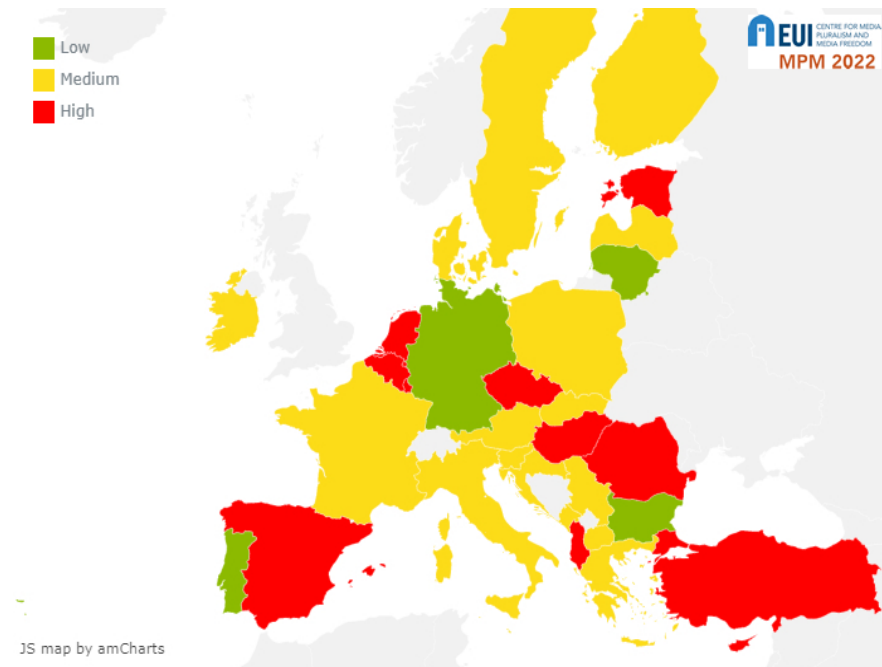 Low
Medium
High
EUI
CENTRE FOR MEDIA
PLURALISM AND
MEDIA FREEDOM
MPM 2022
JS map by amCharts